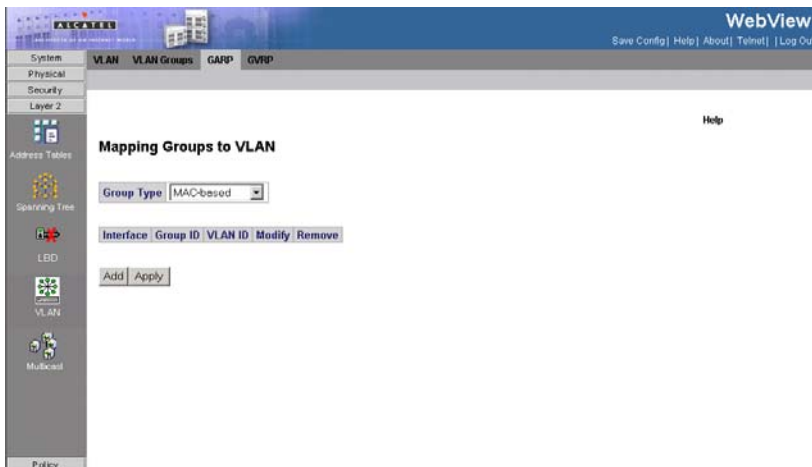 ALCATEL
WebView
Save Config| Help| About| Telnet| |Log Ou
System
Physical
Security
Layer 2
Address Tables
Spanning Tree
LBD
VLAN
Multicast
Policy
VLAN VLAN Groups GARP GVRP
Help
Mapping Groups to VLAN
Group Type MAC-based
Interface Group ID VLAN ID Modify Remove
Add Apply